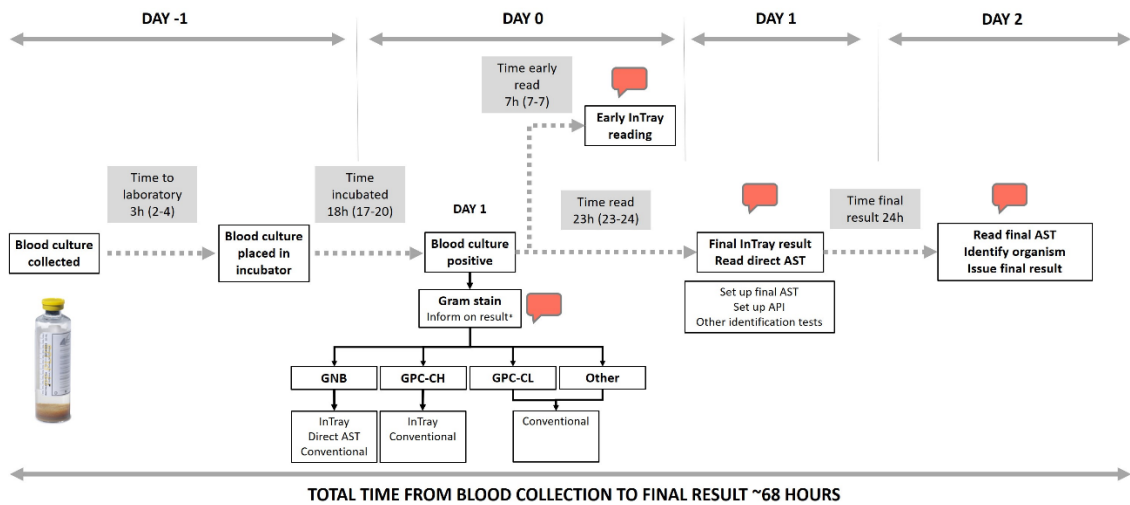 DAY -1
DAY 0
DAY 1
DAY 2
Time early
read
7h (7-7)
Early InTray
reading
Time to
laboratory
3h (2-4)
Time
incubated
18h (17-20)
DAY 1
Time read
23h (23-24)
Time final
result 24h
Blood culture
collected
Blood culture
placed in
incubator
Blood culture
positive
Final InTray result
Read direct AST
Read final AST
Identify organism
Issue final result
Gram stain
Inform on result*
Set up final AST
Set up API
Other identification tests
GNB
GPC-CH
GPC-CL
Other
InTray
Direct AST
Conventional
InTray
Conventional
Conventional
TOTAL TIME FROM BLOOD COLLECTION TO FINAL RESULT ~68 HOURS